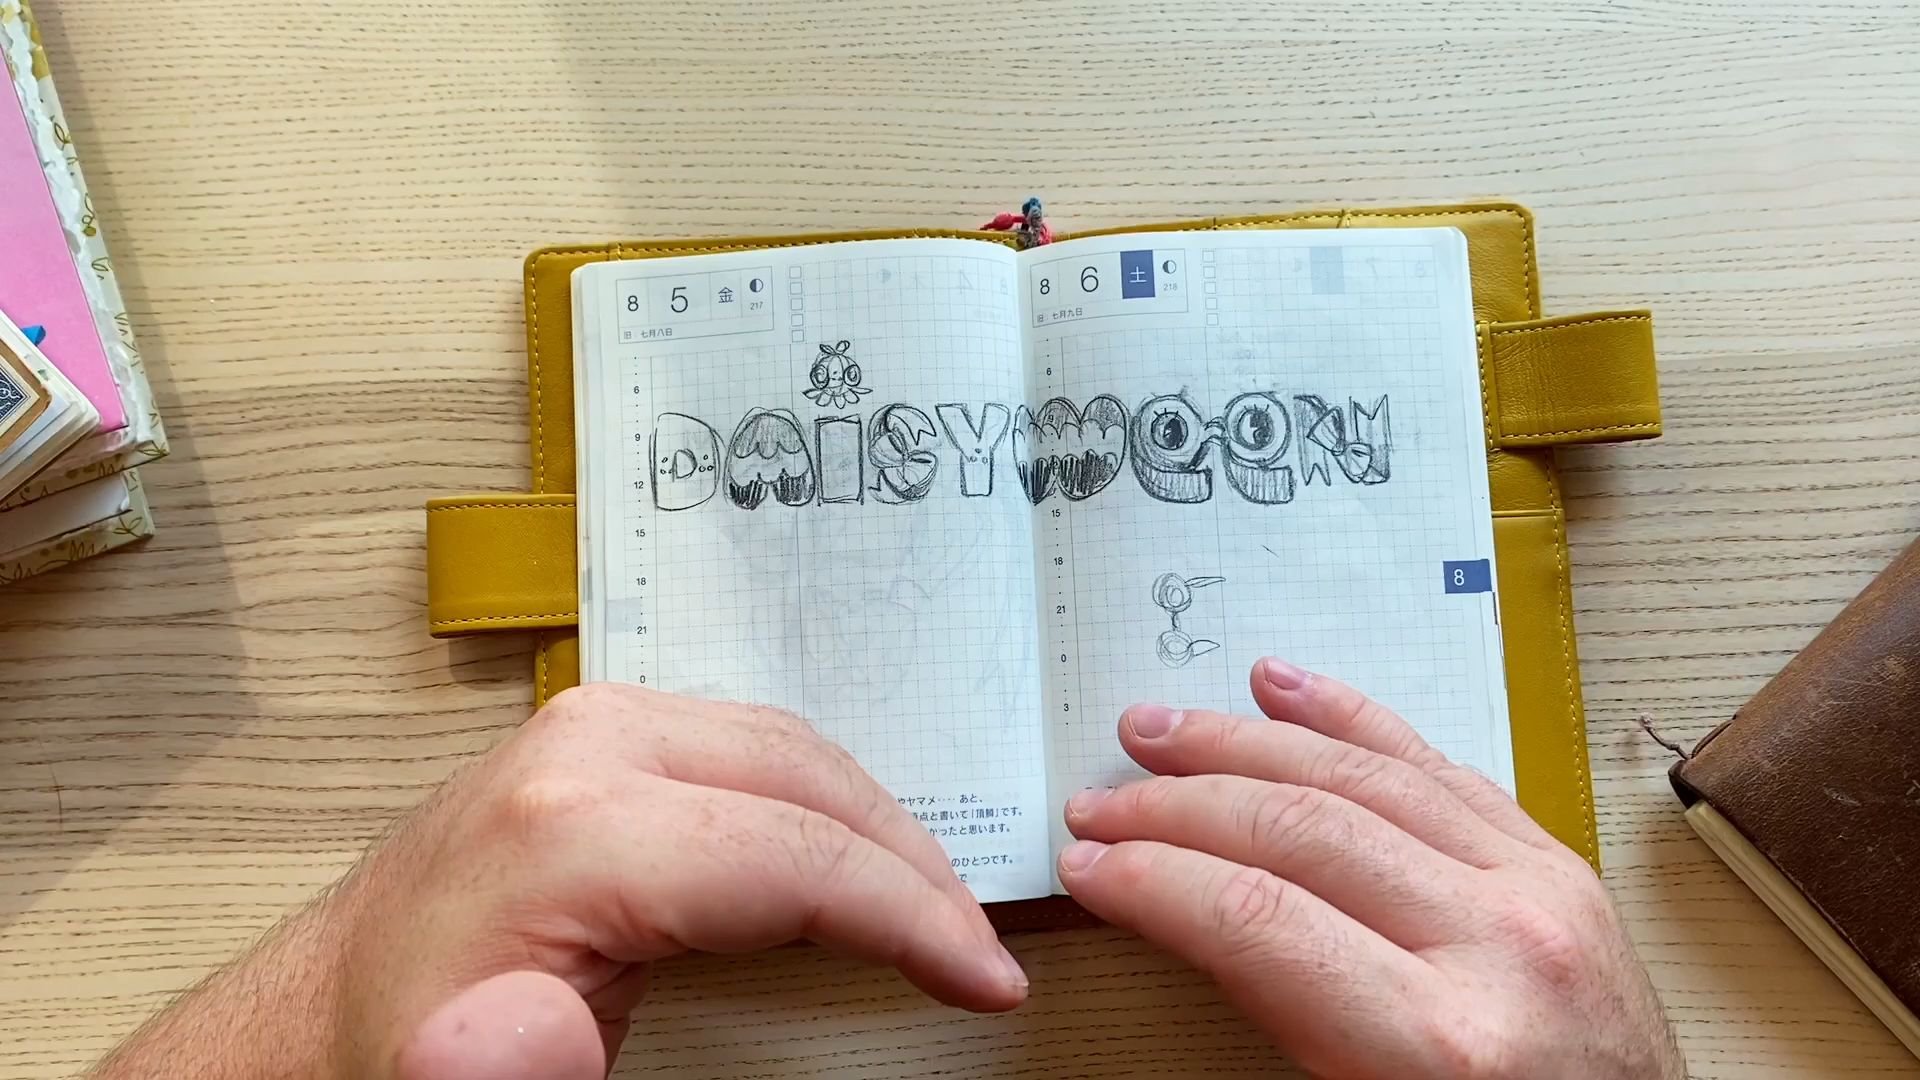 8 5 金
217
旧 七月八日
6
DAISY
9
12
15
18
21
0
やヤマメ‥‥あと、
点と書いて「頂鱗」です。
かったと思います。
のひとつです。
で
8 6 土
218
旧 七月九日
6
9
15
18
21
0
3
8